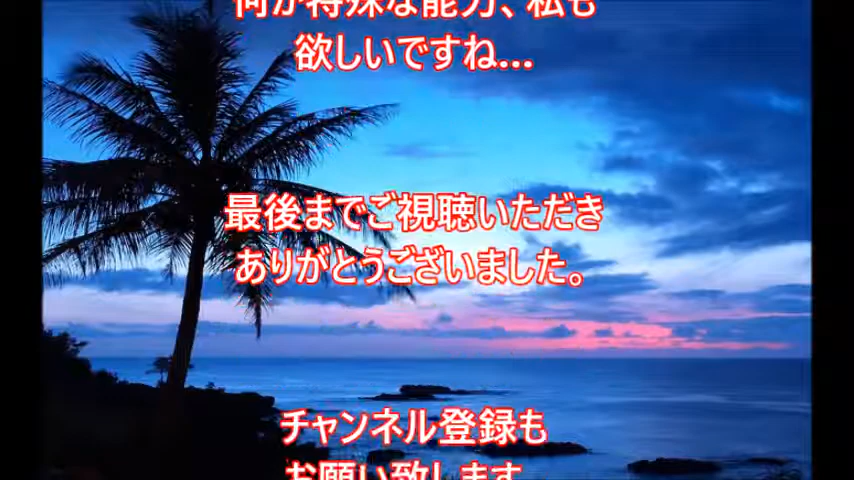 何か特殊な能力、私も
欲しいですね...
最後までご視聴いただき
ありがとうございました。
チャンネル登録も
お願い致します